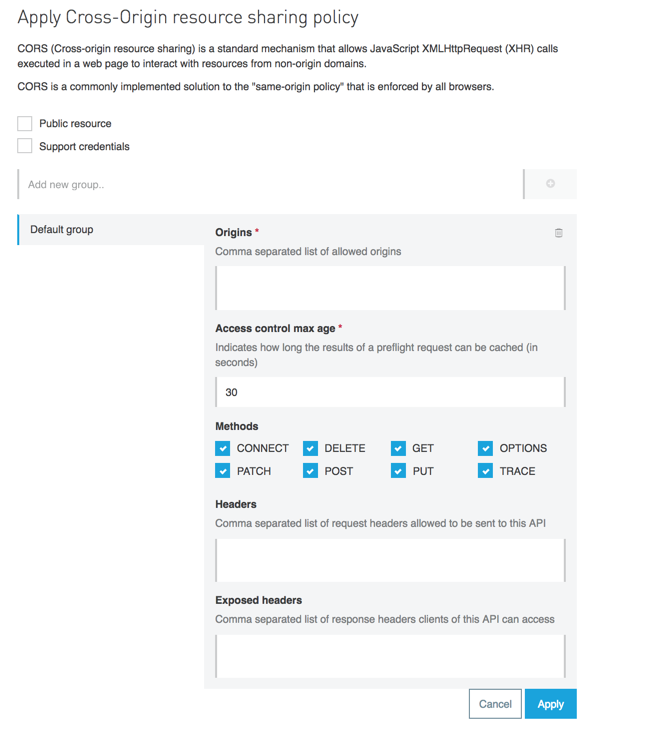 Apply Cross-Origin resource sharing policy
CORS (Cross-origin resource sharing) is a standard mechanism that allows JavaScript XMLHttpRequest (XHR) calls
executed in a web page to interact with resources from non-origin domains.
CORS is a commonly implemented solution to the "same-origin policy" that is enforced by all browsers.
Public resource
Support credentials
Add new group..
Default group
Origins *
Comma separated list of allowed origins
Access control max age *
Indicates how long the results of a preflight request can be cached (in
seconds)
30
Methods
CONNECT DELETE GET OPTIONS
PATCH POST PUT TRACE
Headers
Comma separated list of request headers allowed to be sent to this API
Exposed headers
Comma separated list of response headers clients of this API can access
Cancel Apply